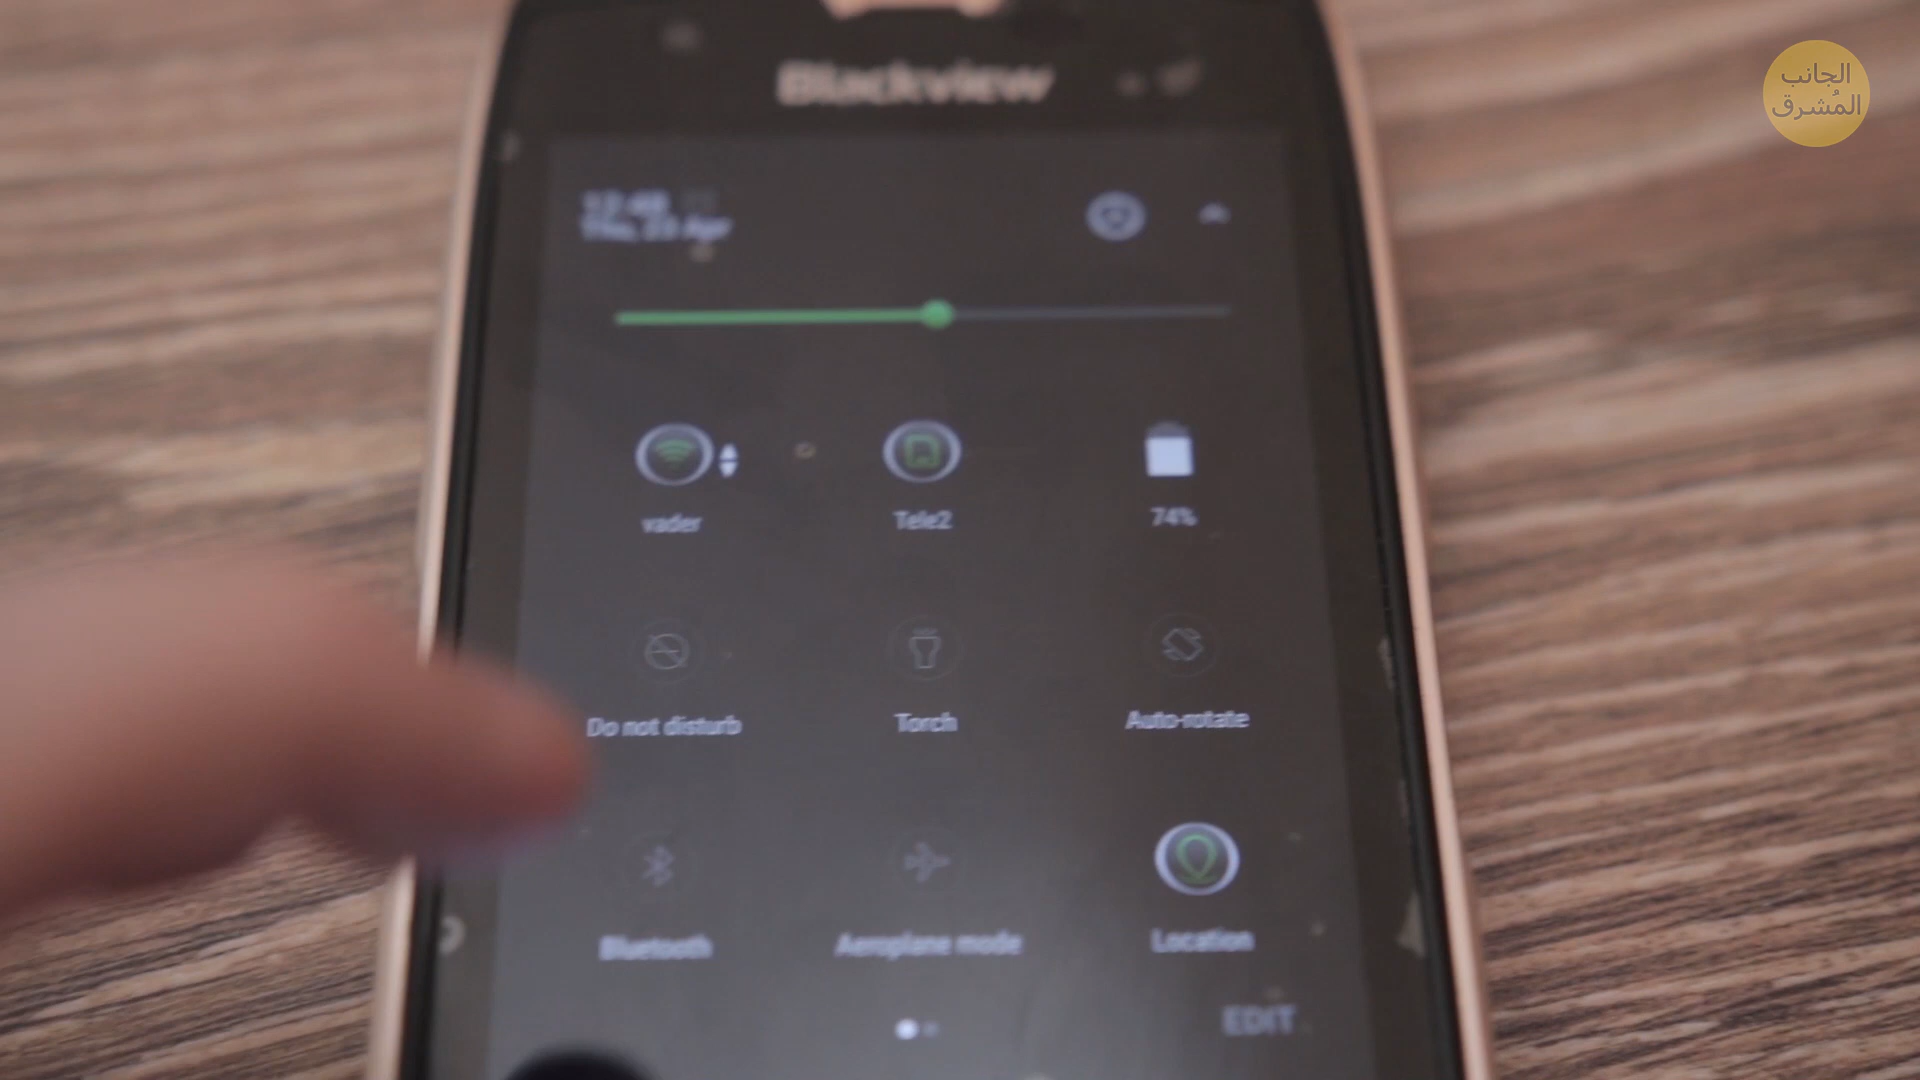 Blackview
الجانب
المُشرق
vader
Tele2
74%
Do not disturb
Torch
Auto-rotate
Bluetooth
Aeroplane mode
Location
EDIT